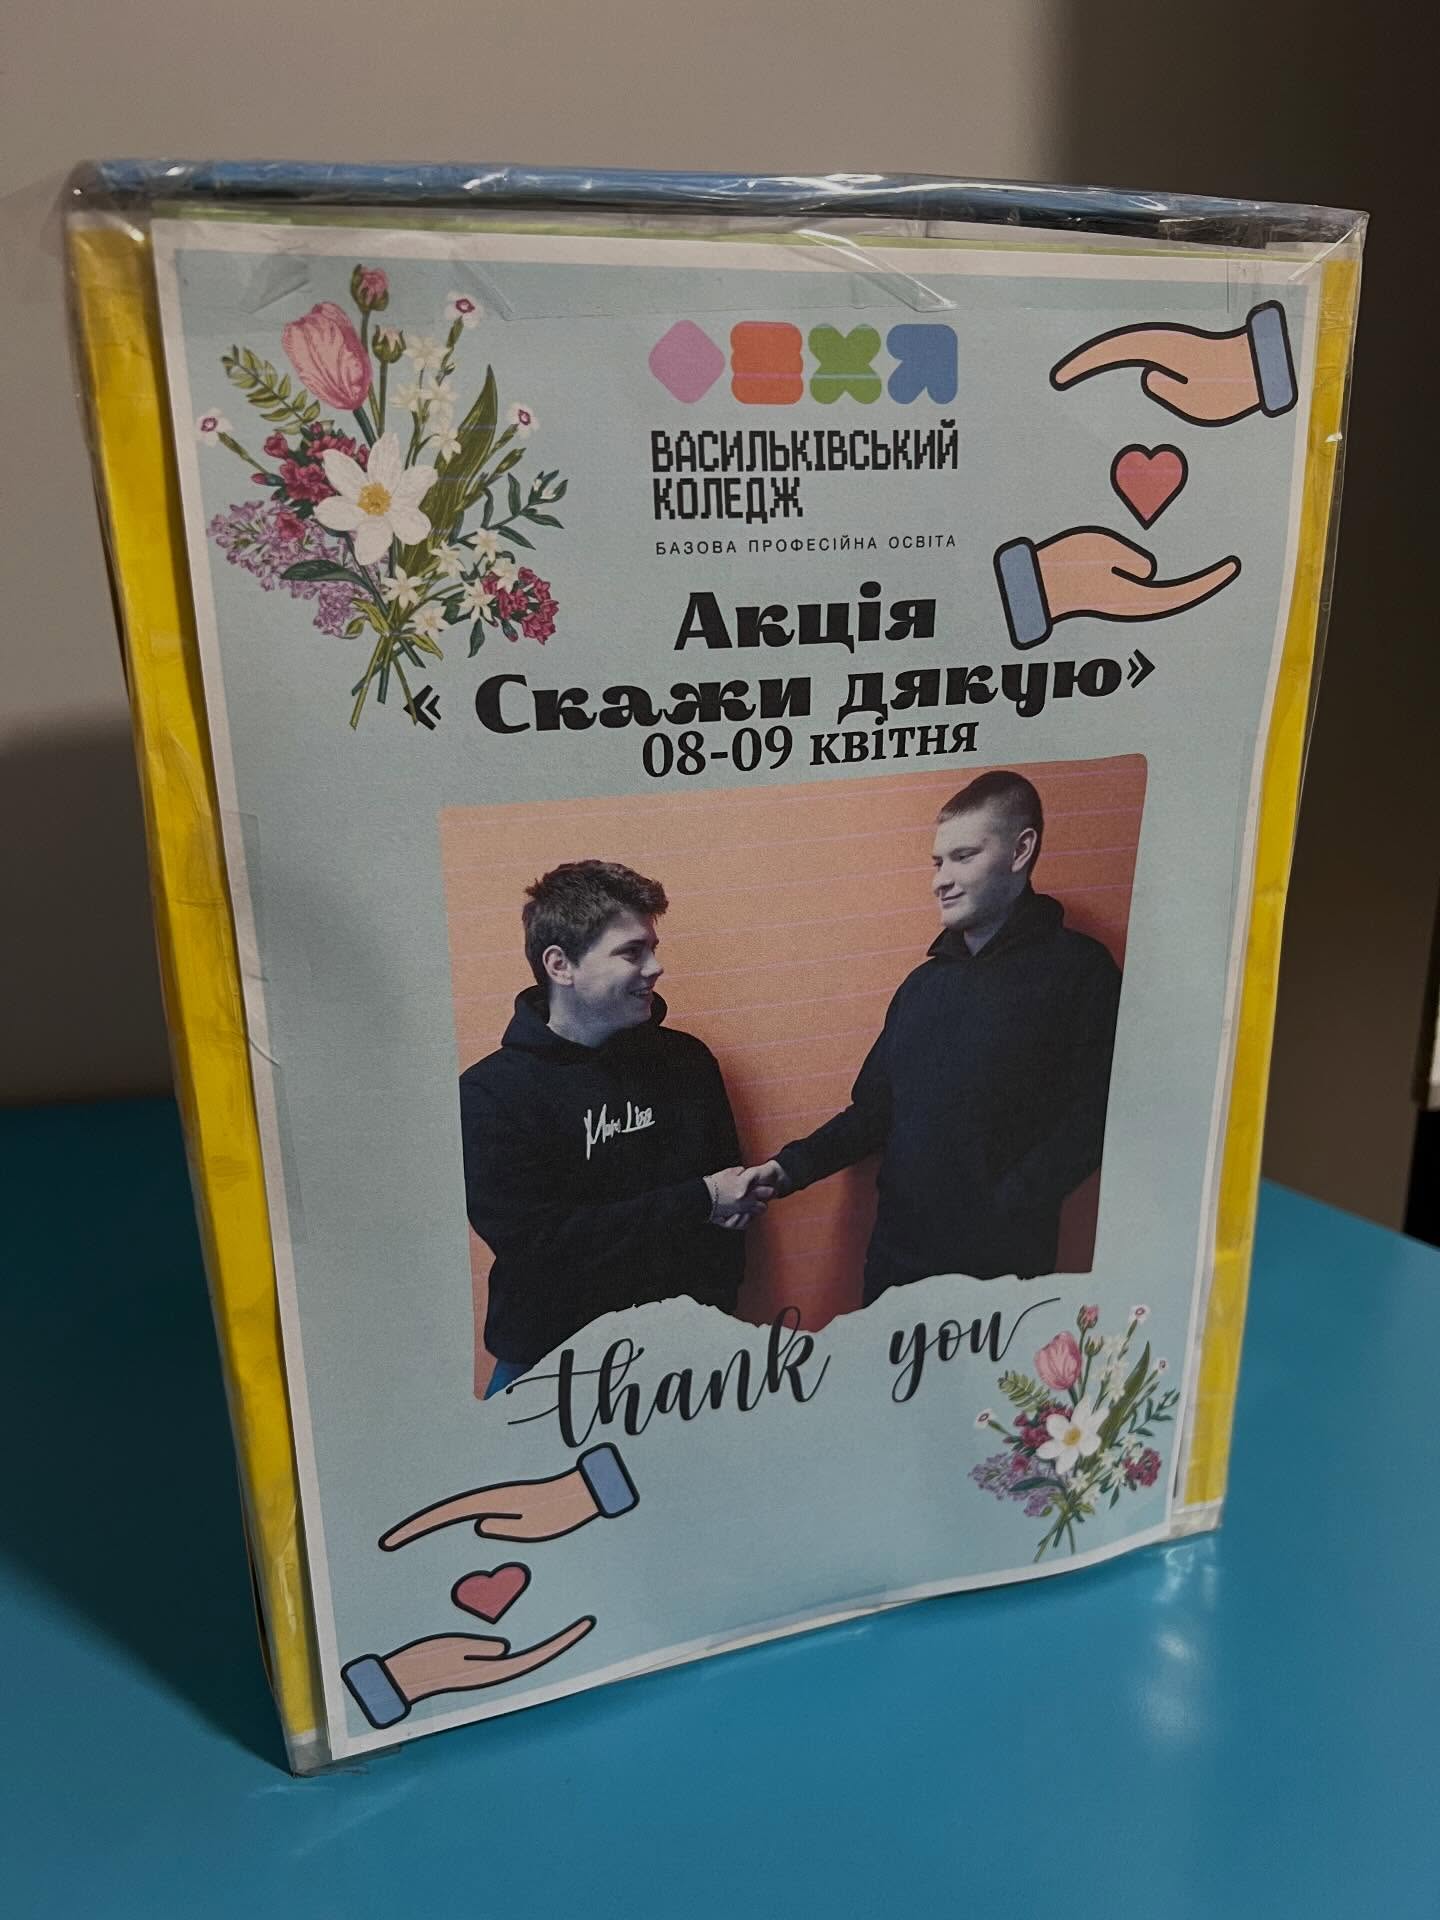 ВАСИЛЬКІВСЬКИЙ
КОЛЕДЖ
БАЗОВА ПРОФЕСІЙНА ОСВІТА
Акція
« Скажи дякую»
08-09 квітня
thank you